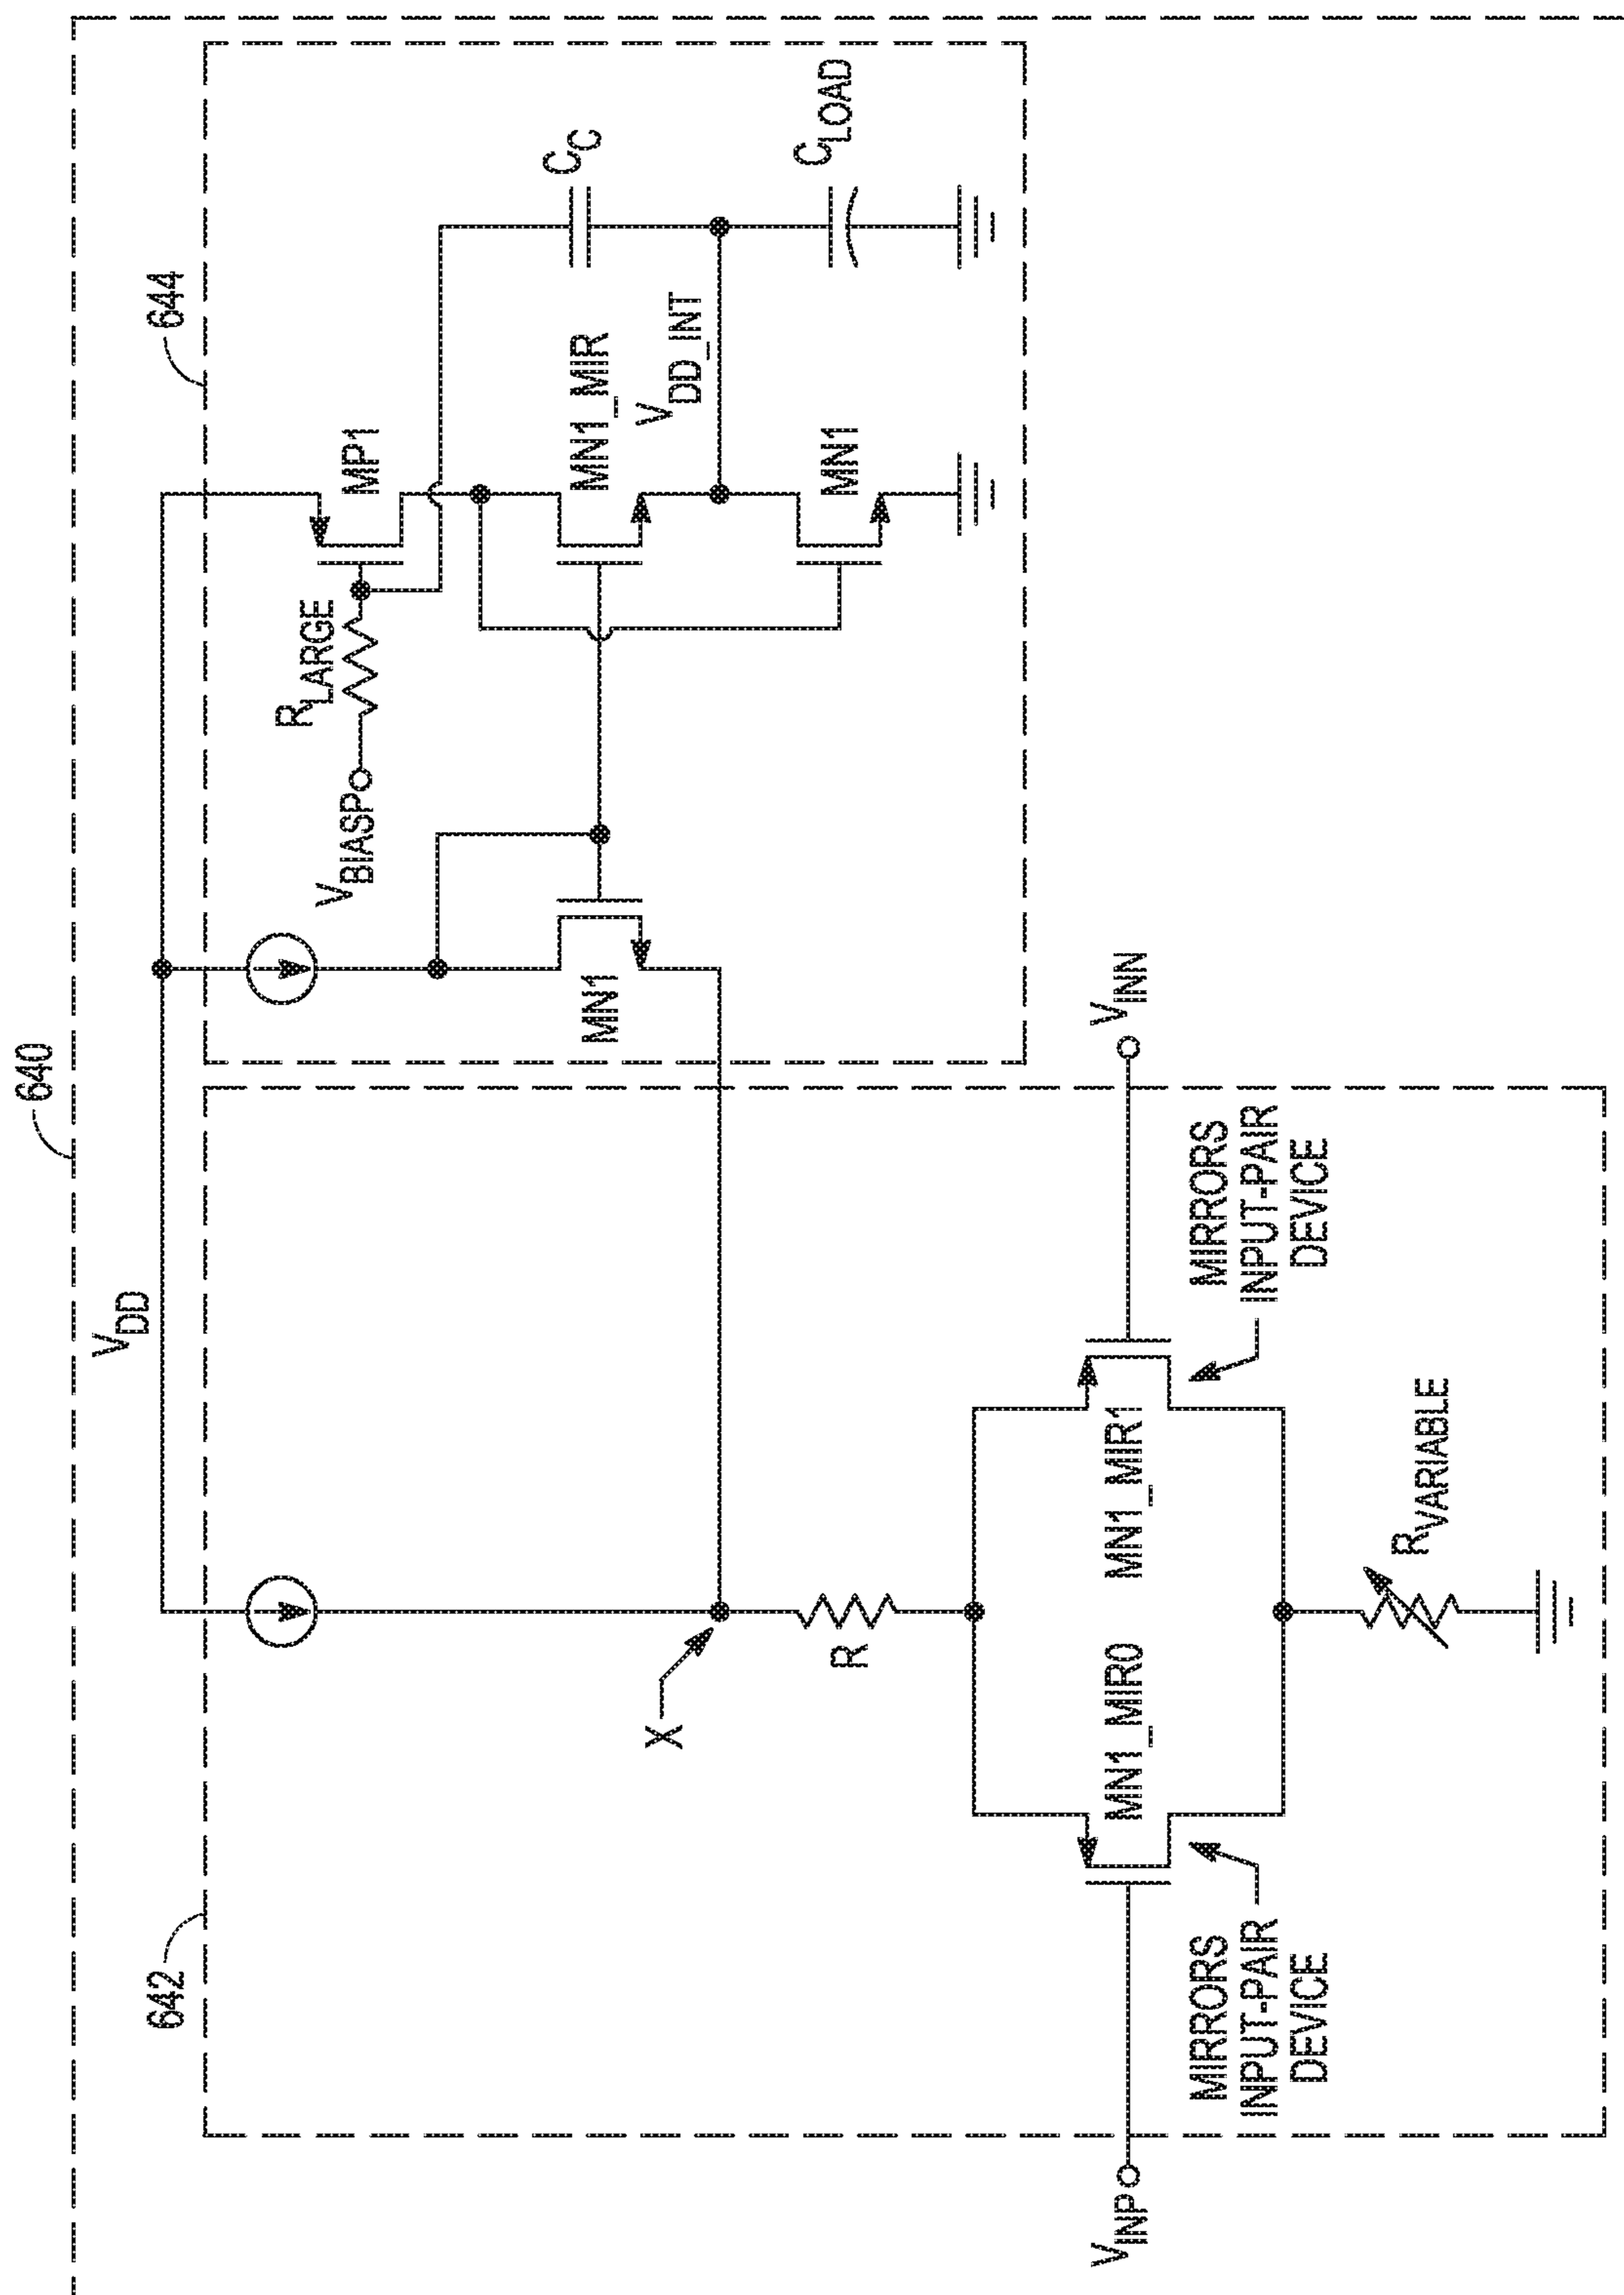 640
V_DD
642
644
V_BIASP
R_LARGE
MP1
C_C
MN1
MN1_MIR
V_DD_INT
C_LOAD
MN1
X
R
V_INP
MN1_MIR0
MN1_MIR1
V_INN
MIRRORS
INPUT-PAIR
DEVICE
MIRRORS
INPUT-PAIR
DEVICE
R_VARIABLE